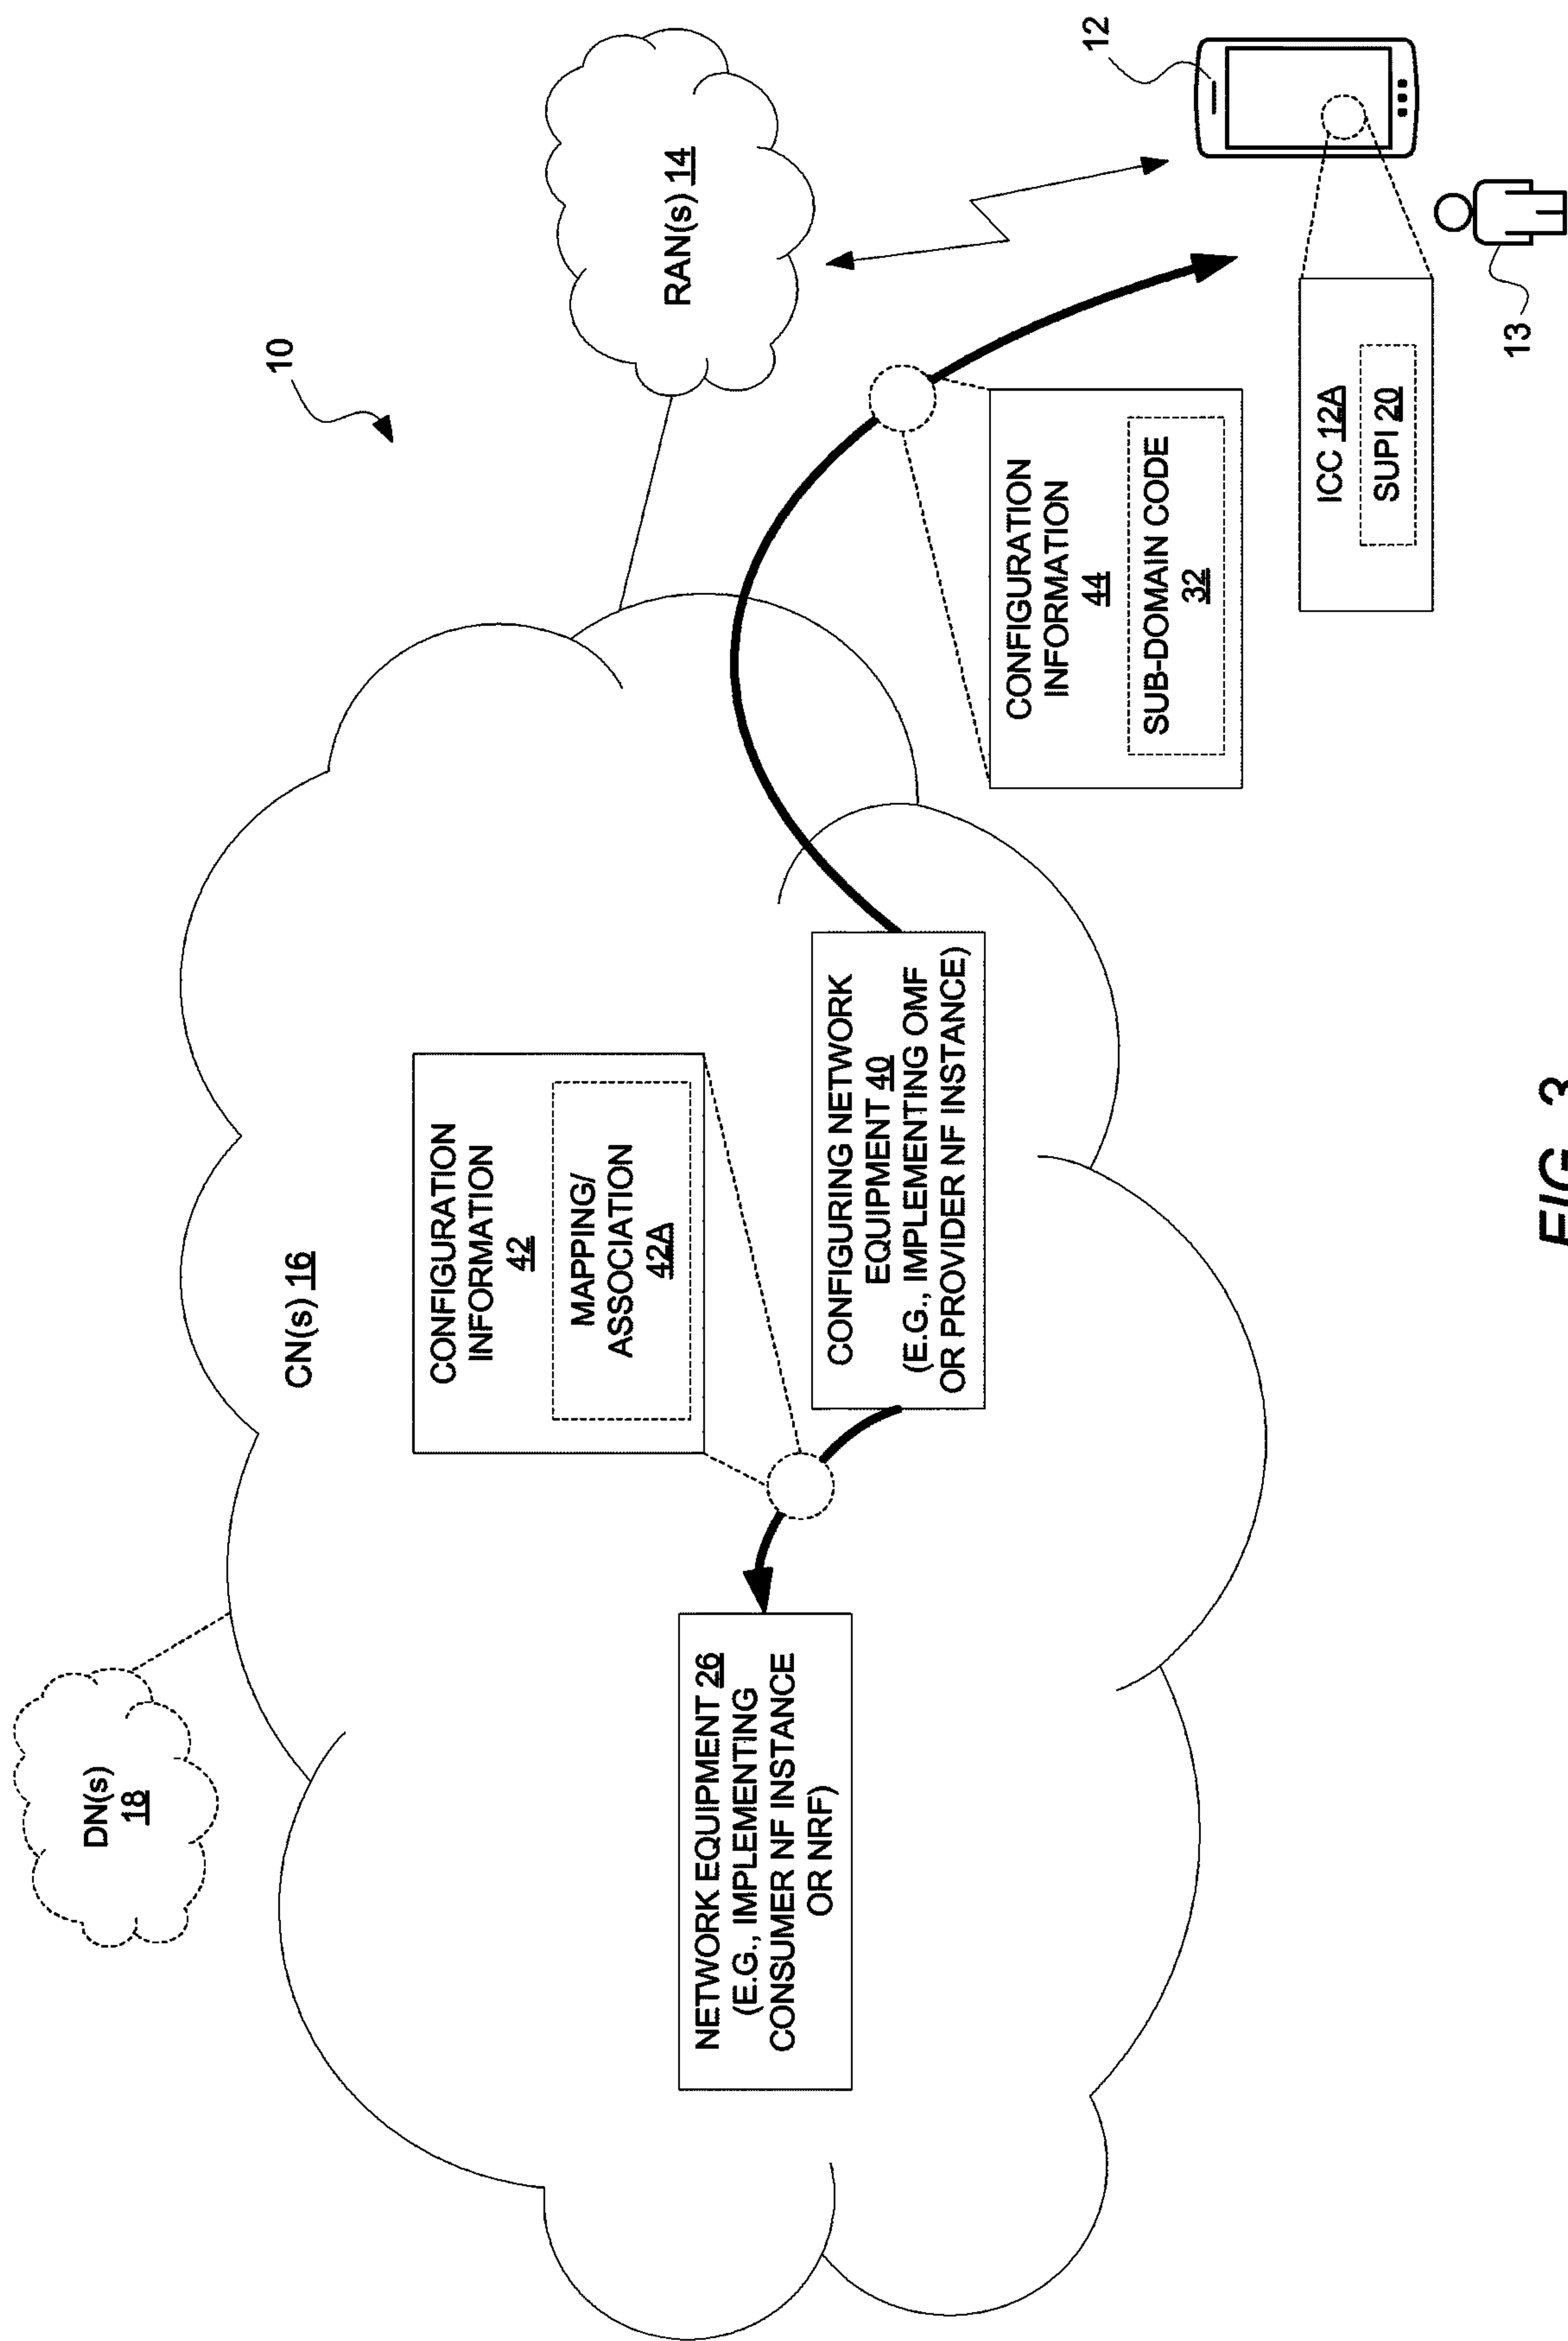 10
DN(s)
18
CN(s) 16
RAN(s) 14
CONFIGURATION
INFORMATION
42
MAPPING/
ASSOCIATION
42A
NETWORK EQUIPMENT 26
(E.G., IMPLEMENTING
CONSUMER NF INSTANCE
OR NRF)
CONFIGURING NETWORK
EQUIPMENT 40
(E.G., IMPLEMENTING OMF
OR PROVIDER NF INSTANCE)
CONFIGURATION
INFORMATION
44
SUB-DOMAIN CODE
32
12
ICC 12A
SUPI 20
13
FIG. 3